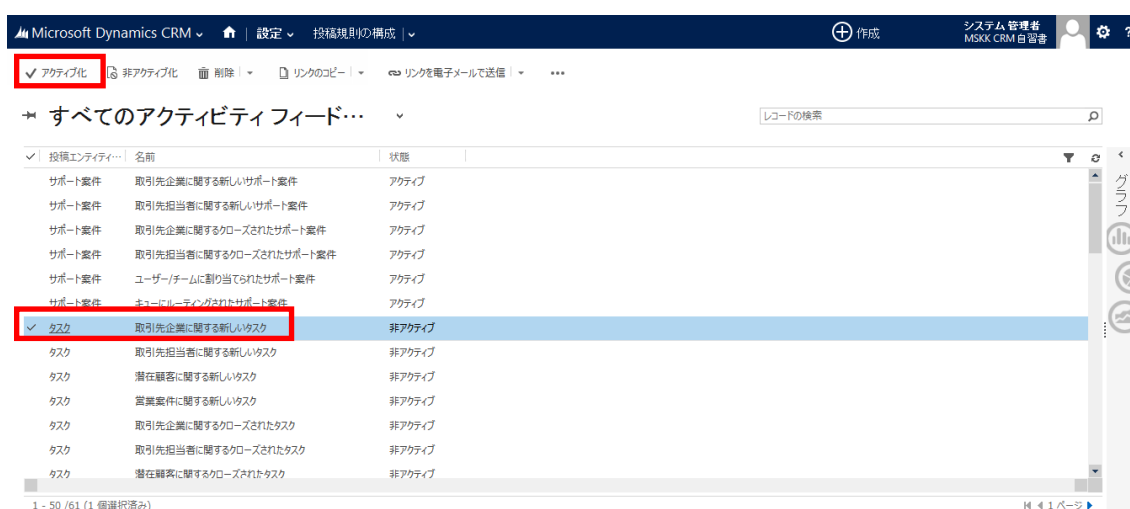 Microsoft Dynamics CRM 設定 投稿規則の構成 作成 システム 管理者
MSKK CRM 自習書 ?
アクティブ化 非アクティブ化 削除 リンクのコピー リンクを電子メールで送信 •••
すべてのアクティビティ フィード… レコードの検索
投稿エンティティ… 名前 状態
サポート案件 取引先企業に関する新しいサポート案件 アクティブ
サポート案件 取引先担当者に関する新しいサポート案件 アクティブ
サポート案件 取引先企業に関するクローズされたサポート案件 アクティブ
サポート案件 取引先担当者に関するクローズされたサポート案件 アクティブ
サポート案件 ユーザー/チームに割り当てられたサポート案件 アクティブ
サポート案件 キューにルーティングされたサポート案件 アクティブ
タスク 取引先企業に関する新しいタスク 非アクティブ
タスク 取引先担当者に関する新しいタスク 非アクティブ
タスク 潜在顧客に関する新しいタスク 非アクティブ
タスク 営業案件に関する新しいタスク 非アクティブ
タスク 取引先企業に関するクローズされたタスク 非アクティブ
タスク 取引先担当者に関するクローズされたタスク 非アクティブ
タスク 潜在顧客に関するクローズされたタスク 非アクティブ
1 - 50 /61 (1 個選択済み) 1 ページ
グラフ